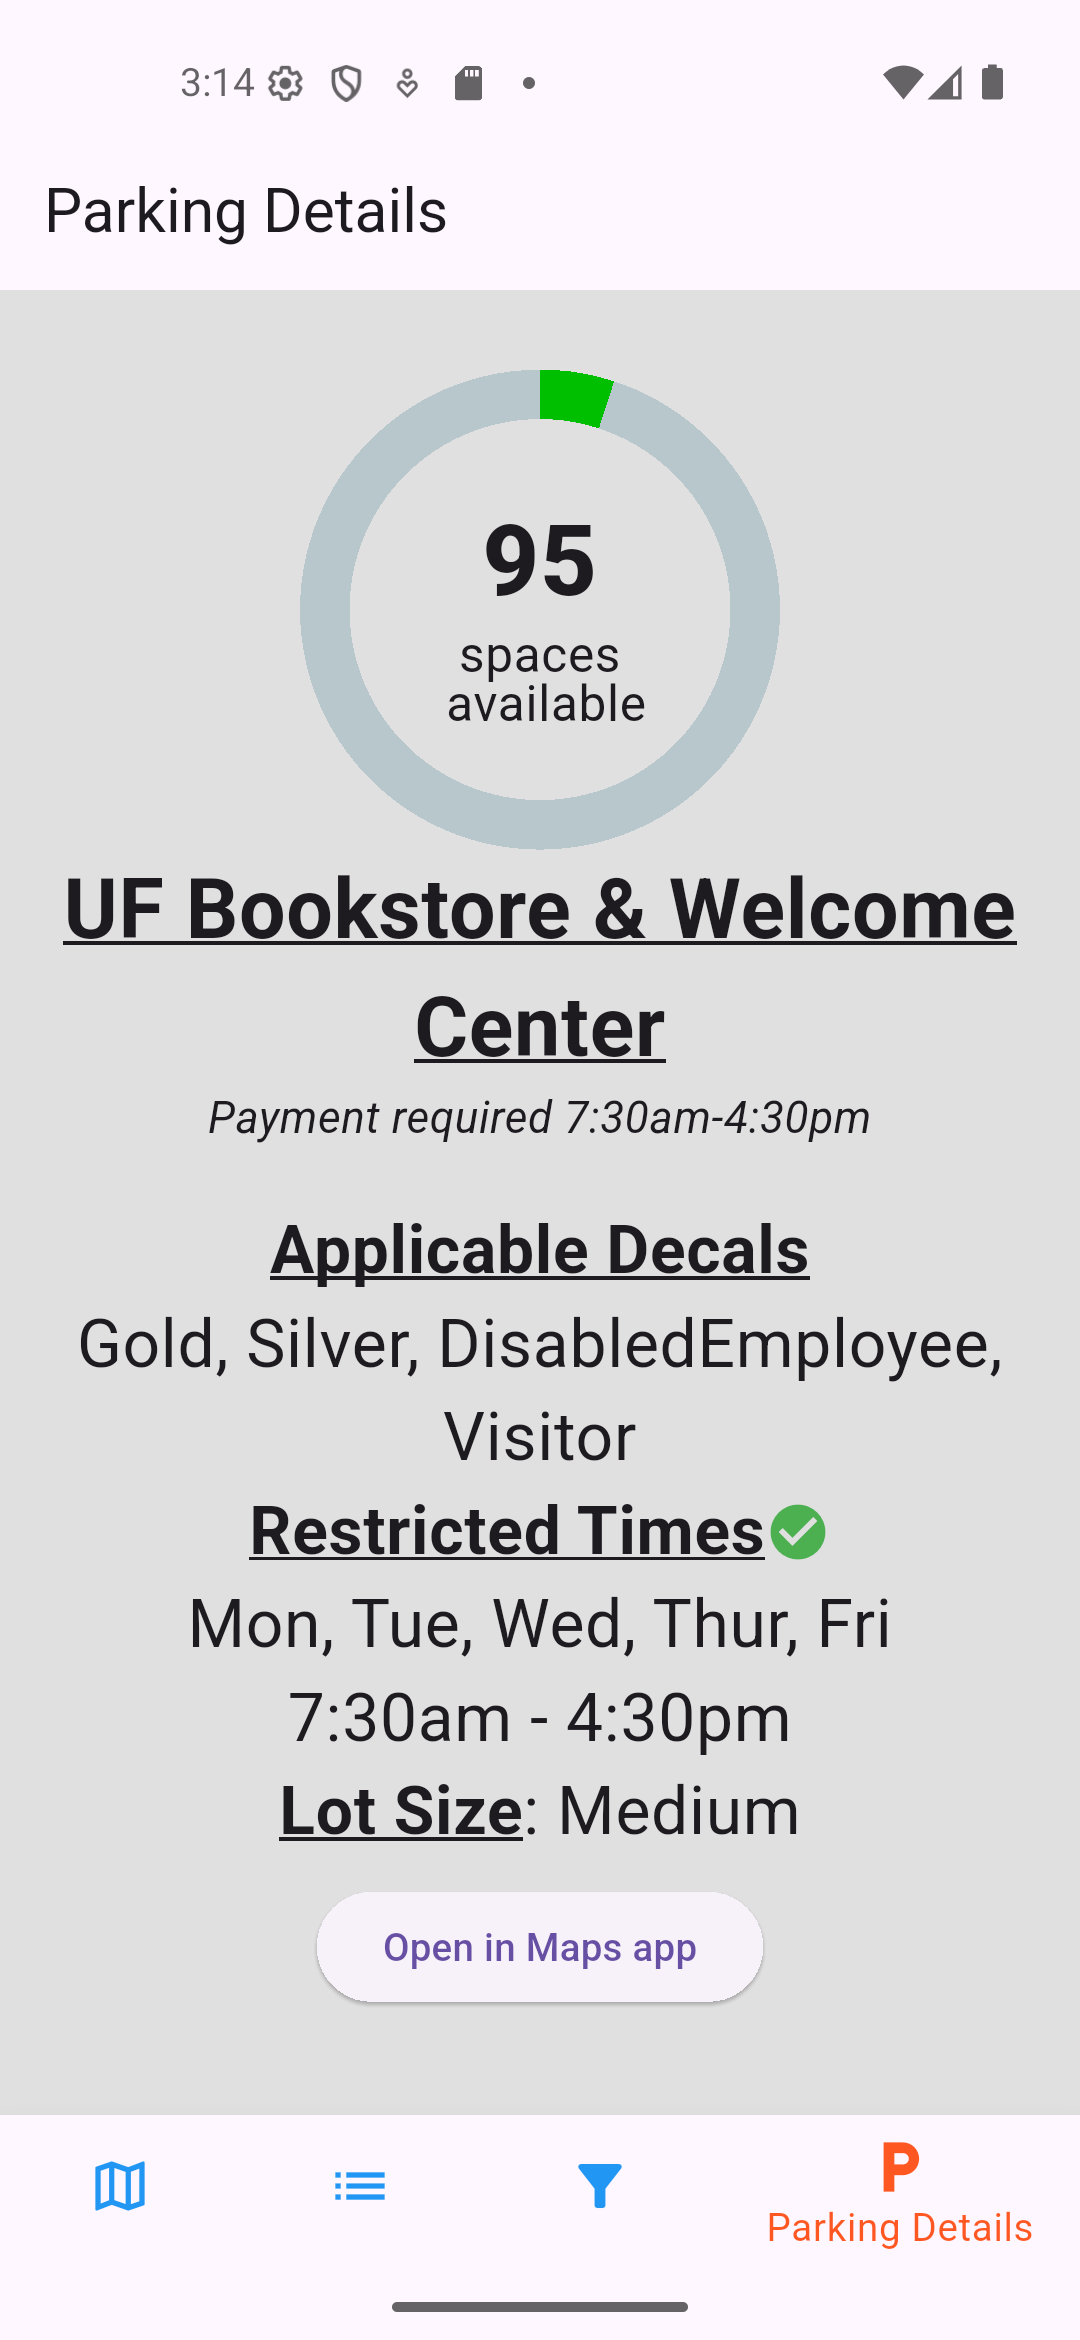 3:14
Parking Details
95
spaces
available
UF Bookstore & Welcome
Center
Payment required 7:30am-4:30pm
Applicable Decals
Gold, Silver, DisabledEmployee,
Visitor
Restricted Times
Mon, Tue, Wed, Thur, Fri
7:30am - 4:30pm
Lot Size: Medium
Open in Maps app
P
Parking Details